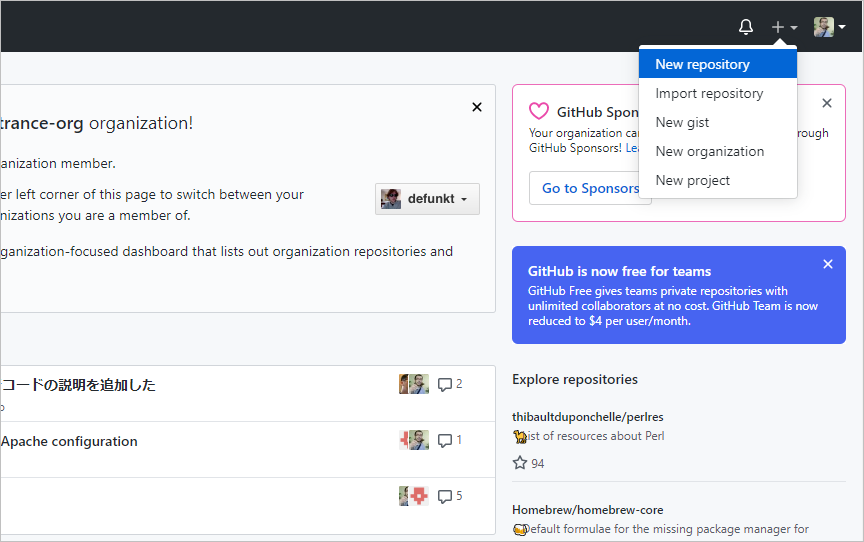 New repository
Import repository
New gist
New organization
New project
trance-org organization!
anization member.
er left corner of this page to switch between your
anizations you are a member of.
defunkt
ganization-focused dashboard that lists out organization repositories and
GitHub Spon
Your organization ca
rough
GitHub Sponsors! Lea
Go to Sponsors
GitHub is now free for teams
GitHub Free gives teams private repositories with
unlimited collaborators at no cost. GitHub Team is now
reduced to $4 per user/month.
コードの説明を追加した
2
Apache configuration
1
5
Explore repositories
thibaultduponchelle/perlres
ist of resources about Perl
94
Homebrew/homebrew-core
Default formulae for the missing package manager for